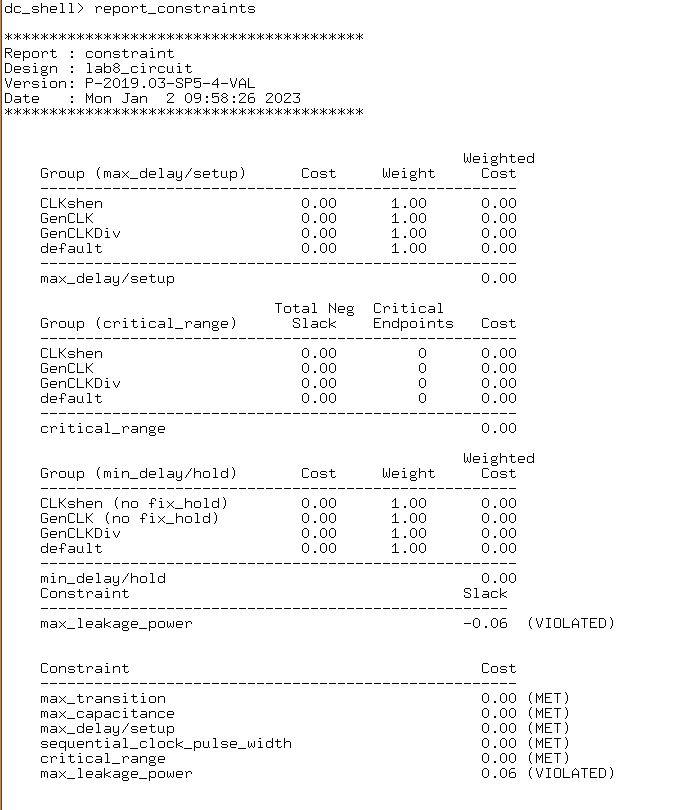 dc_shell> report_constraints
****************************************
Report : constraint
Design : lab8_circuit
Version: P-2019.03-SP5-4-VAL
Date   : Mon Jan  2 09:58:26 2023
****************************************
Weighted
Group (max_delay/setup)      Cost     Weight     Cost
-----------------------------------------------------
CLKshen                      0.00      1.00      0.00
GenCLK                       0.00      1.00      0.00
GenCLKDiv                    0.00      1.00      0.00
default                      0.00      1.00      0.00
-----------------------------------------------------
max_delay/setup                                  0.00
Total Neg  Critical
Group (critical_range)      Slack    Endpoints   Cost
-----------------------------------------------------
CLKshen                      0.00         0      0.00
GenCLK                       0.00         0      0.00
GenCLKDiv                    0.00         0      0.00
default                      0.00         0      0.00
-----------------------------------------------------
critical_range                                   0.00
Weighted
Group (min_delay/hold)       Cost     Weight     Cost
-----------------------------------------------------
CLKshen (no fix_hold)        0.00      1.00      0.00
GenCLK (no fix_hold)         0.00      1.00      0.00
GenCLKDiv                    0.00      1.00      0.00
default                      0.00      1.00      0.00
-----------------------------------------------------
min_delay/hold                                   0.00
Constraint                                     Slack
----------------------------------------------------
max_leakage_power                              -0.06  (VIOLATED)
Constraint                                       Cost
-----------------------------------------------------
max_transition                                   0.00 (MET)
max_capacitance                                  0.00 (MET)
max_delay/setup                                  0.00 (MET)
sequential_clock_pulse_width                     0.00 (MET)
critical_range                                   0.00 (MET)
max_leakage_power                                0.06 (VIOLATED)